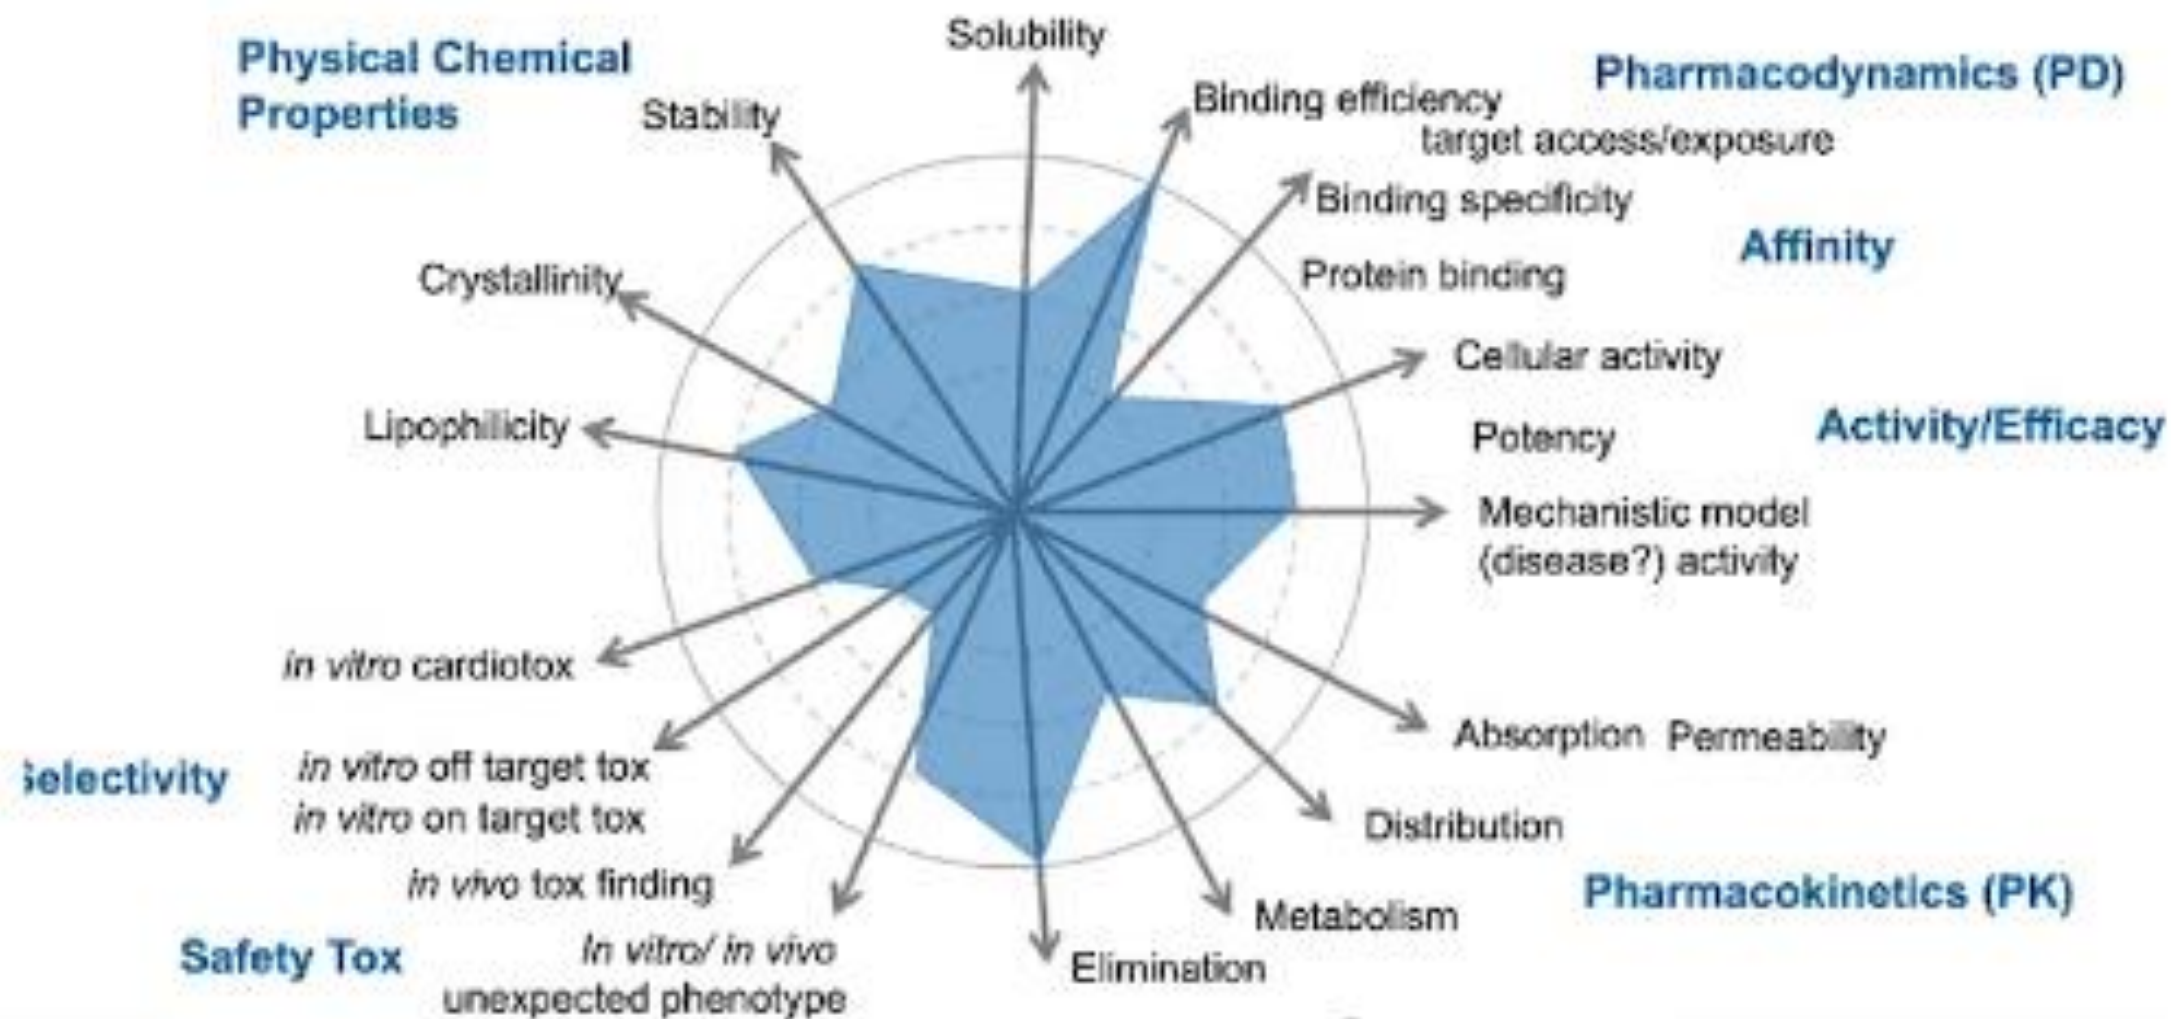 Solubility
Physical Chemical
Properties
Stability
Binding efficiency
Pharmacodynamics (PD)
target access/exposure
Binding specificity
Affinity
Crystallinity
Protein binding
Cellular activity
Lipophilicity
Potency
Activity/Efficacy
Mechanistic model
(disease?) activity
in vitro cardiotox
Absorption Permeability
Selectivity
in vitro off target tox
in vitro on target tox
Distribution
in vivo tox finding
Pharmacokinetics (PK)
Metabolism
Safety Tox
In vitro/ in vivo
unexpected phenotype
Elimination